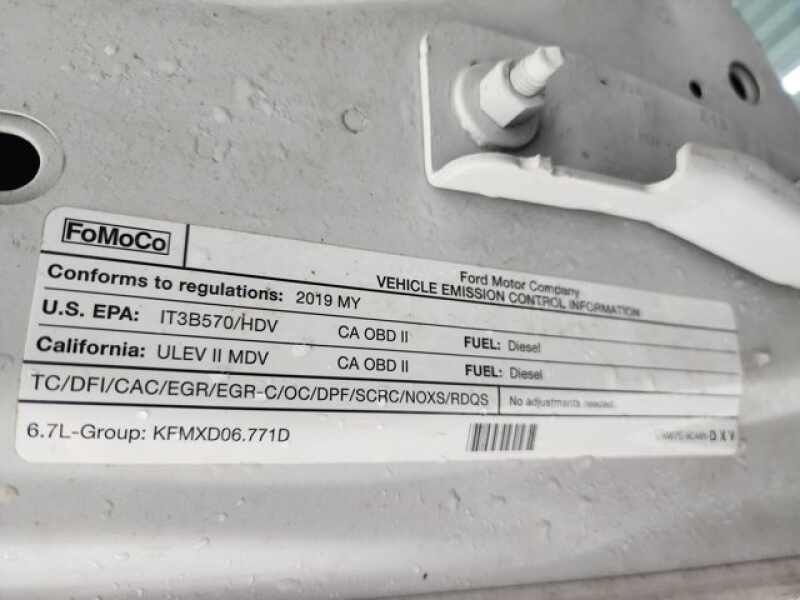 FoMoCo
Ford Motor Company
VEHICLE EMISSION CONTROL INFORMATION
Conforms to regulations: 2019 MY
U.S. EPA: IT3B570/HDV CA OBD II FUEL: Diesel
California: ULEV II MDV CA OBD II FUEL: Diesel
TC/DFI/CAC/EGR/EGR-C/OC/DPF/SCRC/NOXS/RDQS No adjustments needed.
6.7L-Group: KFMXD06.771D D X V